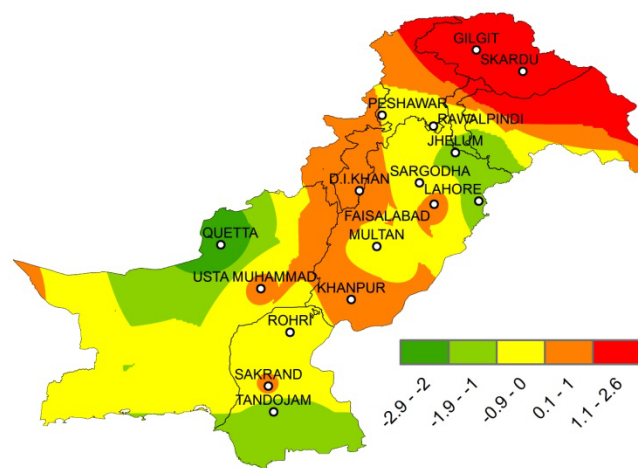 GILGIT
SKARDU
PESHAWAR
RAWALPINDI
JHELUM
SARGODHA
D.I.KHAN
LAHORE
FAISALABAD
MULTAN
QUETTA
USTA MUHAMMAD
KHANPUR
ROHRI
SAKRAND
TANDOJAM
-2.9 - -2
-1.9 - -1
-0.9 - 0
0.1 - 1
1.1 - 2.6